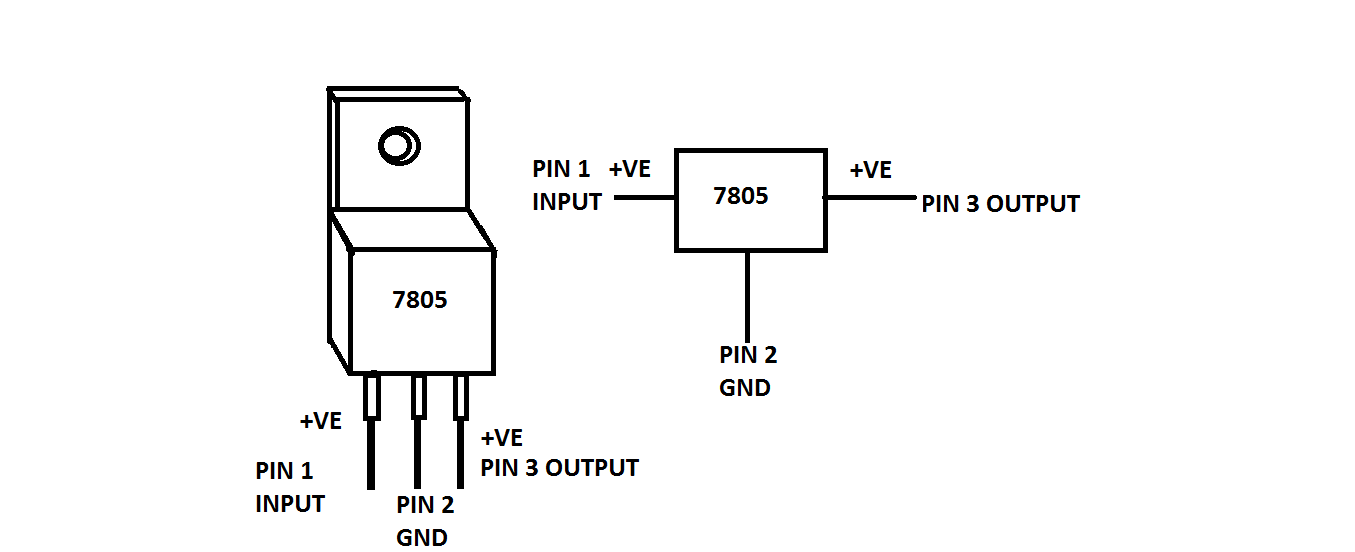 7805
+VE
PIN 1
INPUT
PIN 2
GND
+VE
PIN 3 OUTPUT
PIN 1 +VE
INPUT
7805
+VE
PIN 3 OUTPUT
PIN 2
GND